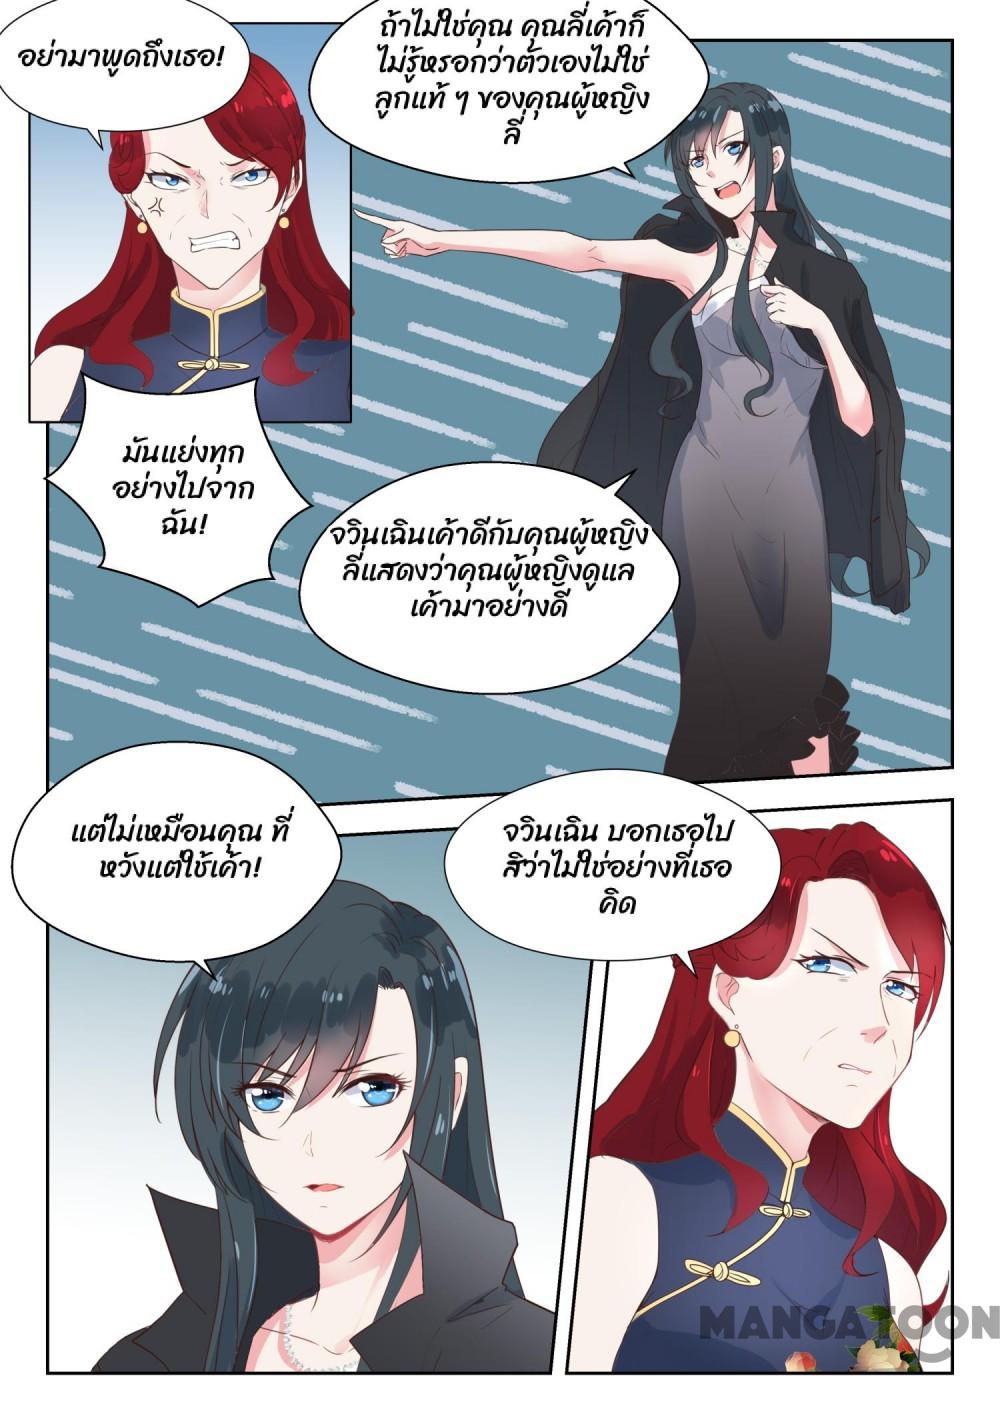 อย่ามาพูดถึงเธอ!
ถ้าไม่ใช่คุณ คุณลี่เค้าก็
ไม่รู้หรอกว่าตัวเองไม่ใช่
ลูกแท้ ๆ ของคุณผู้หญิง
ลี่
มันแย่งทุก
อย่างไปจาก
ฉัน!
จวินเฉินเค้าดีกับคุณผู้หญิง
ลี่แสดงว่าคุณผู้หญิงดูแล
เค้ามาอย่างดี
แต่ไม่เหมือนคุณ ที่
หวังแต่ใช้เค้า!
จวินเฉิน บอกเธอไป
สิว่าไม่ใช่อย่างที่เธอ
คิด
MANGATOON